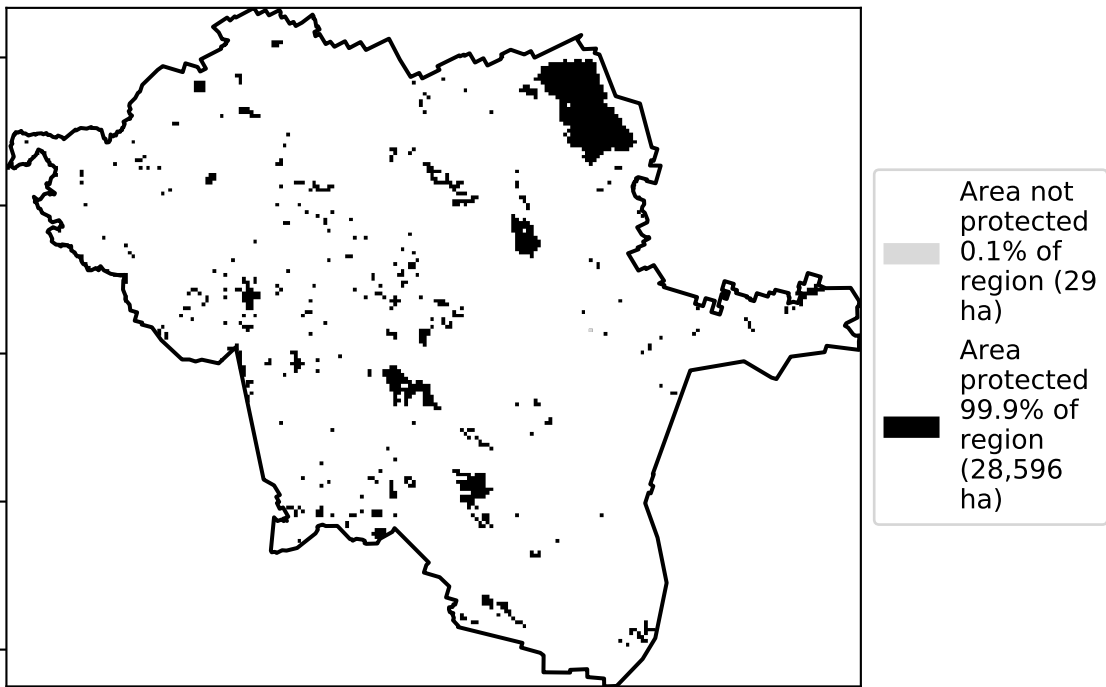 Area not
protected
0.1% of
region (29
ha)
Area
protected
99.9% of
region
(28,596
ha)